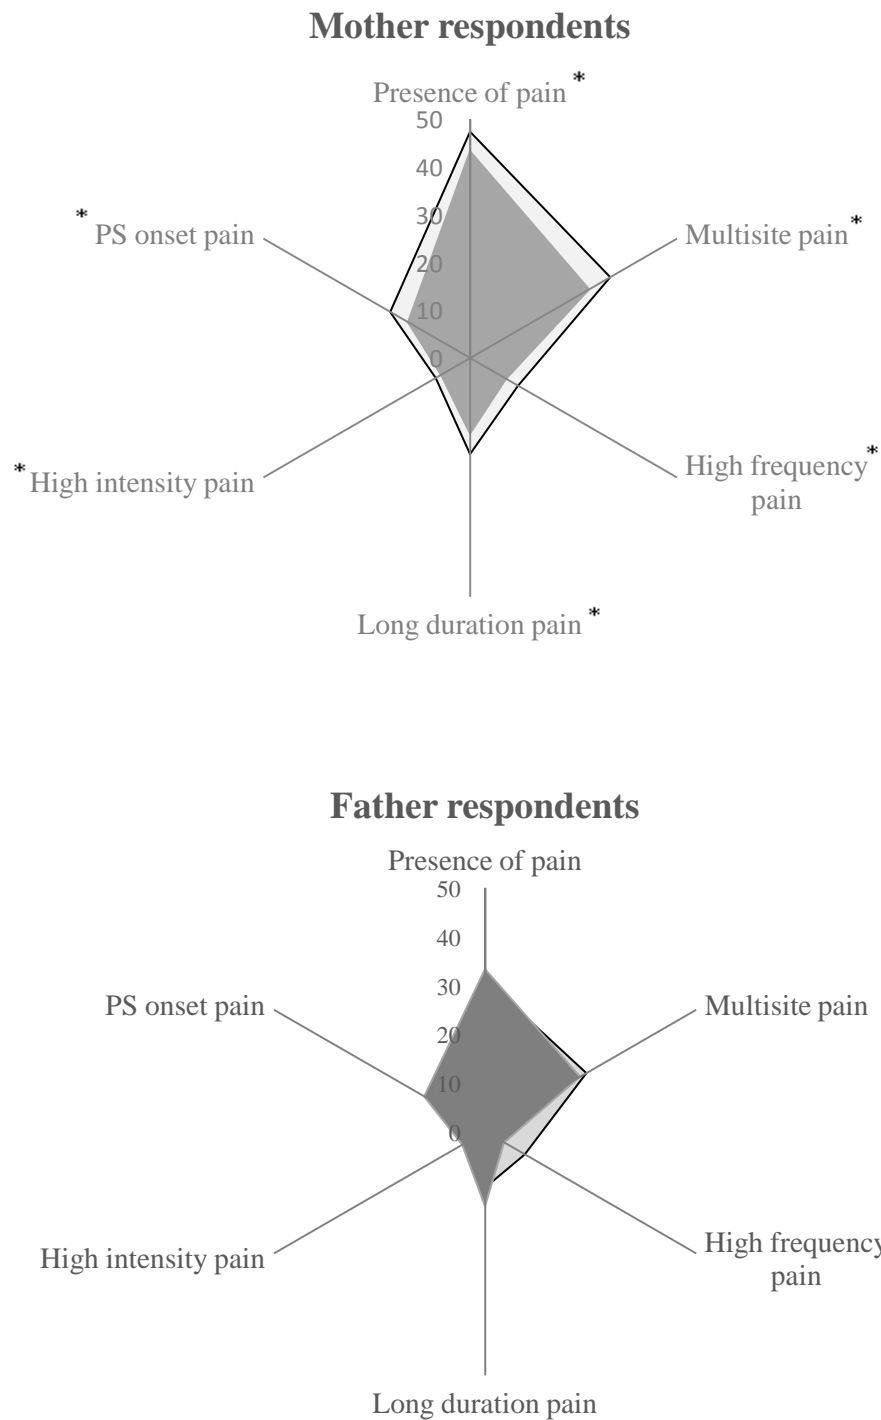 Mother respondents
Presence of pain *
50
40
30
20
10
0
* PS onset pain
Multisite pain *
* High intensity pain
High frequency *
pain
Long duration pain *
Father respondents
Presence of pain
50
40
30
20
10
0
PS onset pain
Multisite pain
High intensity pain
High frequency
pain
Long duration pain